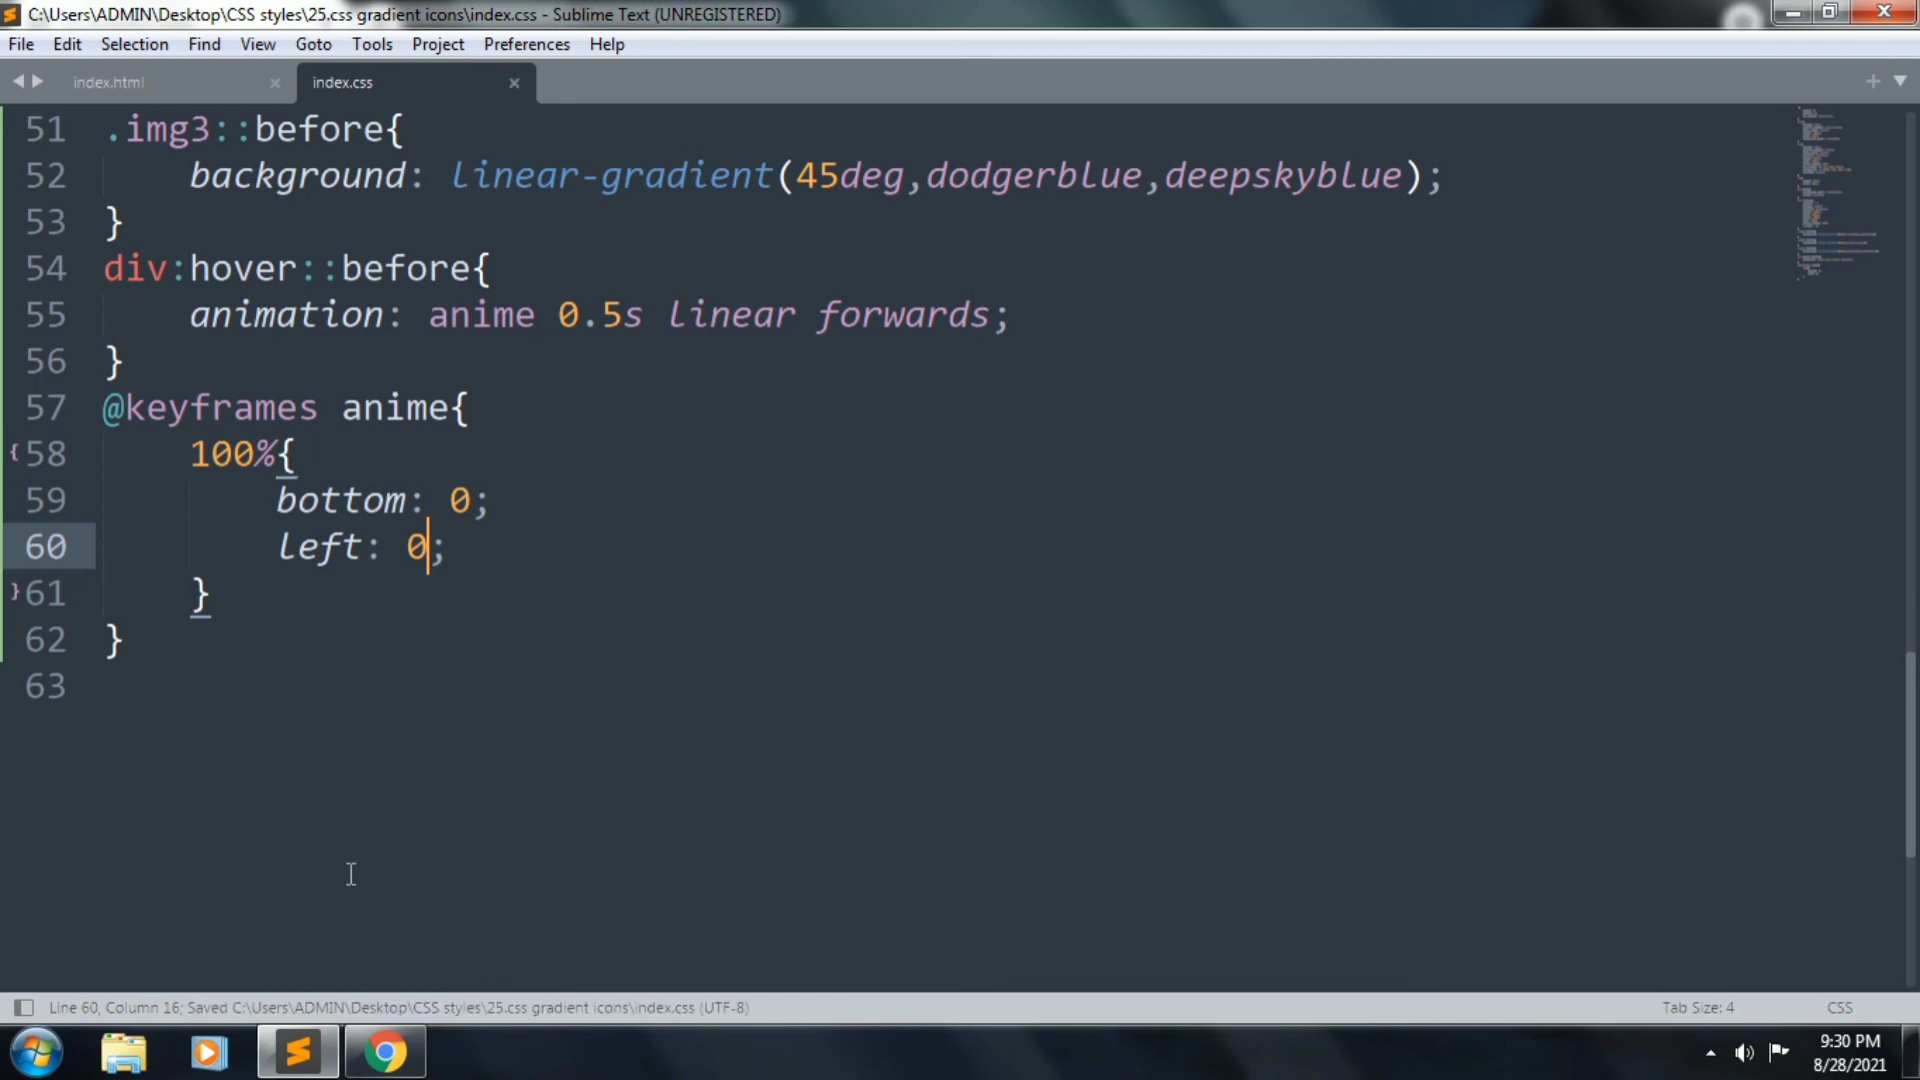 C:\Users\ADMIN\Desktop\CSS styles\25.css gradient icons\index.css - Sublime Text (UNREGISTERED)
File Edit Selection Find View Goto Tools Project Preferences Help
index.html index.css
51 .img3::before{
52 background: linear-gradient(45deg,dodgerblue,deepskyblue);
53 }
54 div:hover::before{
55 animation: anime 0.5s linear forwards;
56 }
57 @keyframes anime{
58 100%{
59 bottom: 0;
60 left: 0;
61 }
62 }
63
Line 60, Column 16; Saved C:\Users\ADMIN\Desktop\CSS styles\25.css gradient icons\index.css (UTF-8) Tab Size: 4 CSS
9:30 PM
8/28/2021